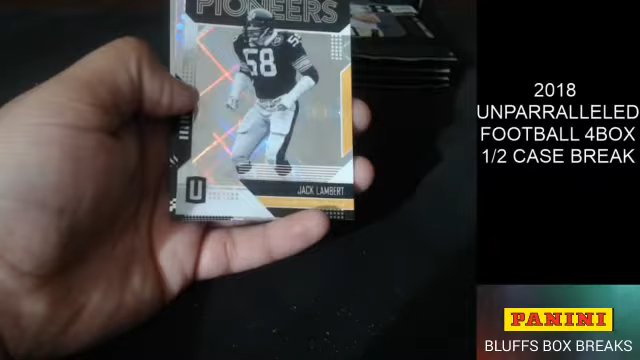 PIONEERS
58
JACK LAMBERT
U
2018
UNPARRALLELED
FOOTBALL 4BOX
1/2 CASE BREAK
PANINI
BLUFFS BOX BREAKS